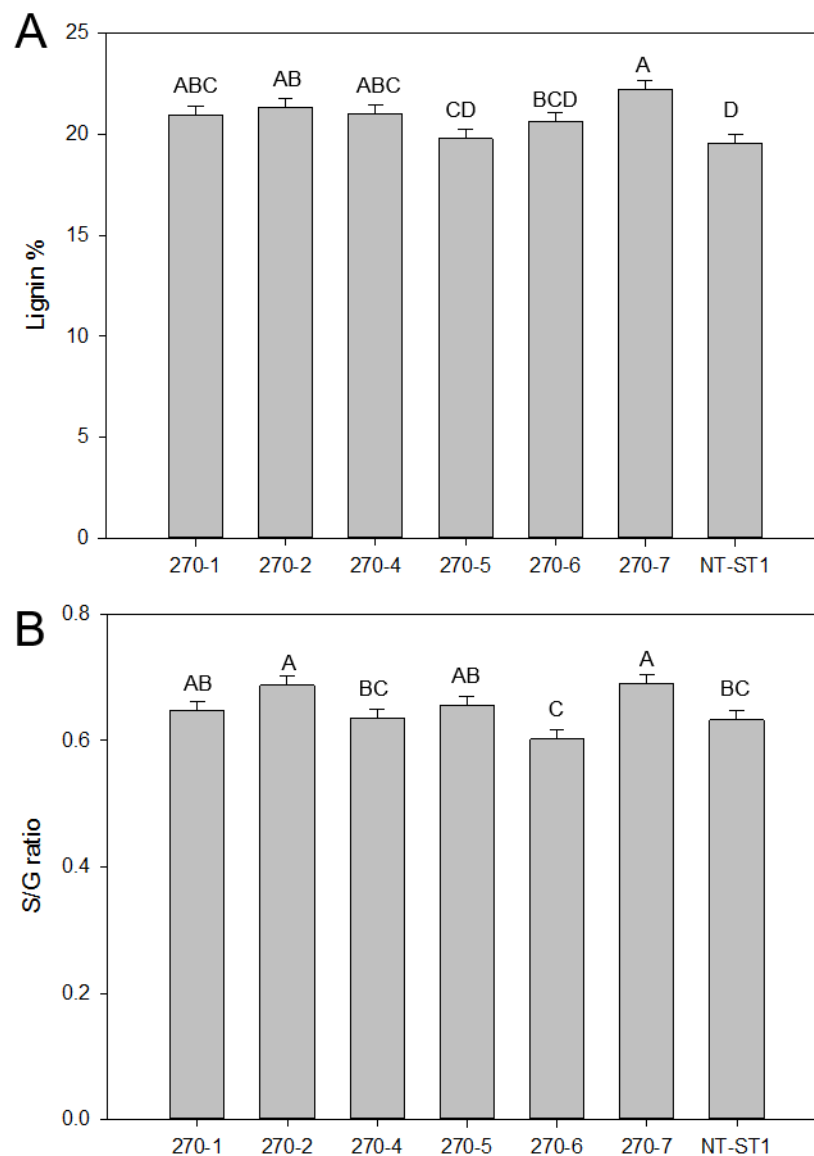 A
25
20
15
10
5
0
Lignin %
ABC AB ABC CD BCD A D
270-1 270-2 270-4 270-5 270-6 270-7 NT-ST1
B
0.8
0.6
0.4
0.2
0.0
S/G ratio
AB A BC AB C A BC
270-1 270-2 270-4 270-5 270-6 270-7 NT-ST1